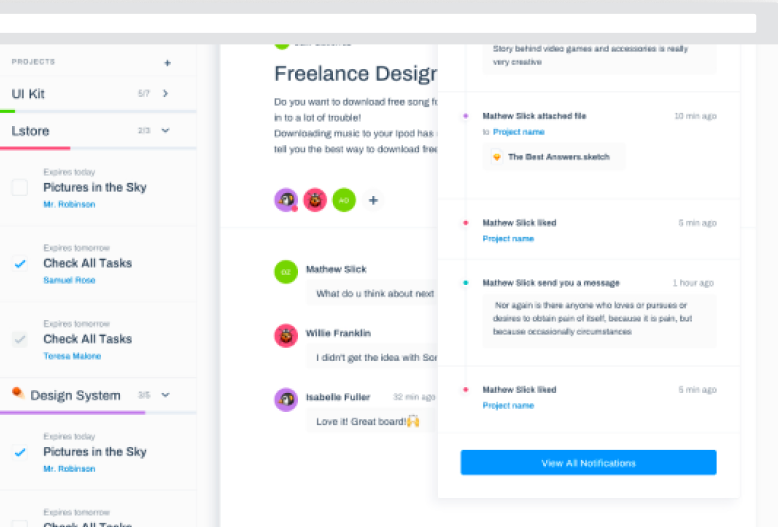 PROJECTS
+
UI Kit
5/7
Lstore
2/3
Expires today
Pictures in the Sky
Mr. Robinson
Expires tomorrow
Check All Tasks
Samuel Rose
Expires tomorrow
Check All Tasks
Teresa Malone
Design System
3/5
Expires today
Pictures in the Sky
Mr. Robinson
Expires tomorrow
Check All Tasks
Freelance Design
Do you want to download free song f
in to a lot of trouble!
Downloading music to your Ipod has
tell you the best way to download free
AG
+
OZ
Mathew Slick
What do u think about next
Willie Franklin
I didn't get the idea with Sor
Isabelle Fuller
32 min ago
Love it! Great board!🙌
Story behind video games and accessories is really
very creative
Mathew Slick attached file
10 min ago
to Project name
The Best Answers.sketch
Mathew Slick liked
5 min ago
Project name
Mathew Slick send you a message
1 hour ago
Nor again is there anyone who loves or pursues or
desires to obtain pain of itself, because it is pain, but
because occasionally circumstances
Mathew Slick liked
5 min ago
Project name
View All Notifications